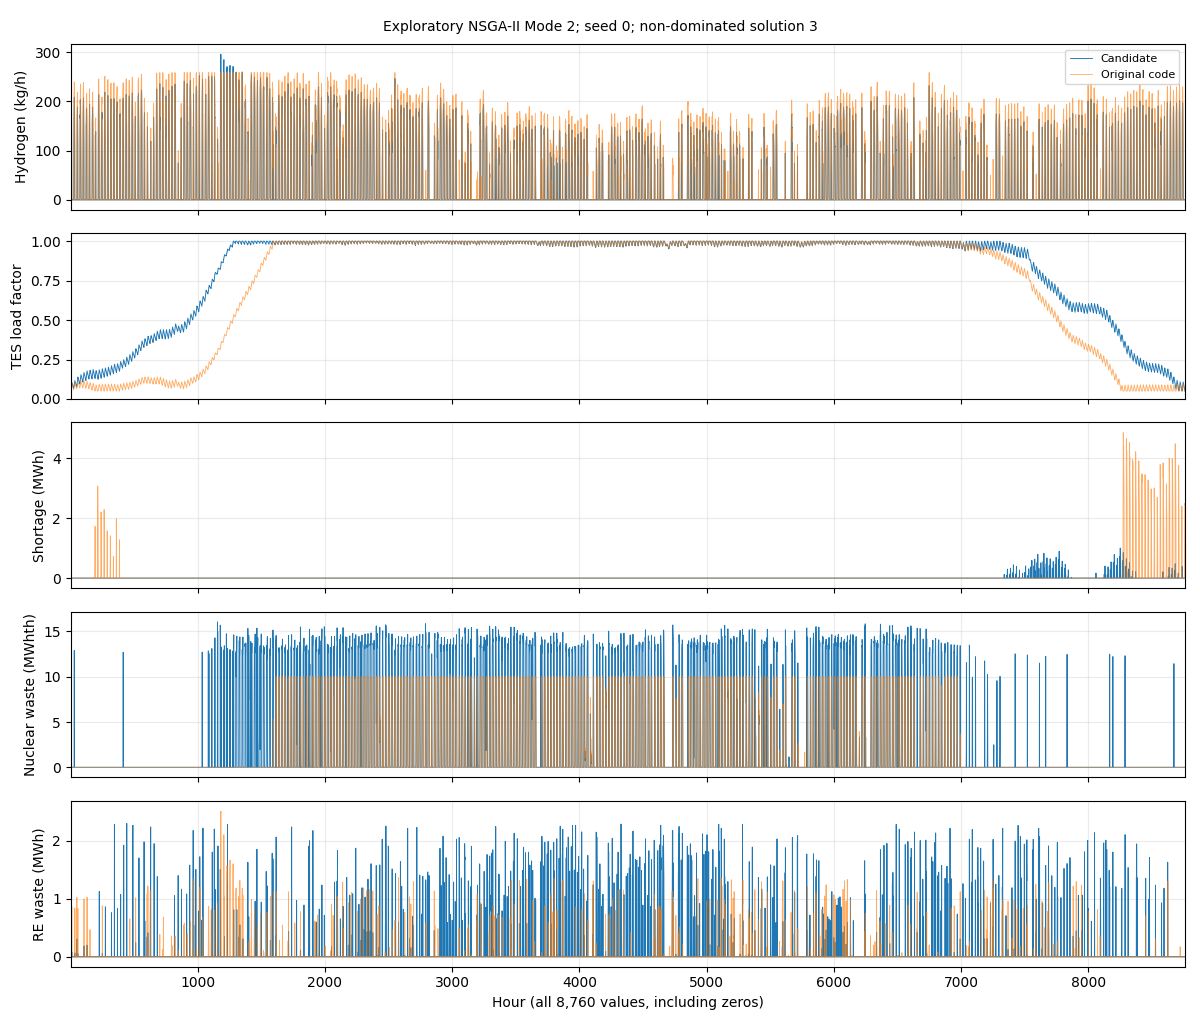 Exploratory NSGA-II Mode 2; seed 0; non-dominated solution 3
Hydrogen (kg/h)
300
200
100
0
Candidate
Original code
TES load factor
1.00
0.75
0.50
0.25
0.00
Shortage (MWh)
4
2
0
Nuclear waste (MWhth)
15
10
5
0
RE waste (MWh)
2
1
0
1000 2000 3000 4000 5000 6000 7000 8000
Hour (all 8,760 values, including zeros)